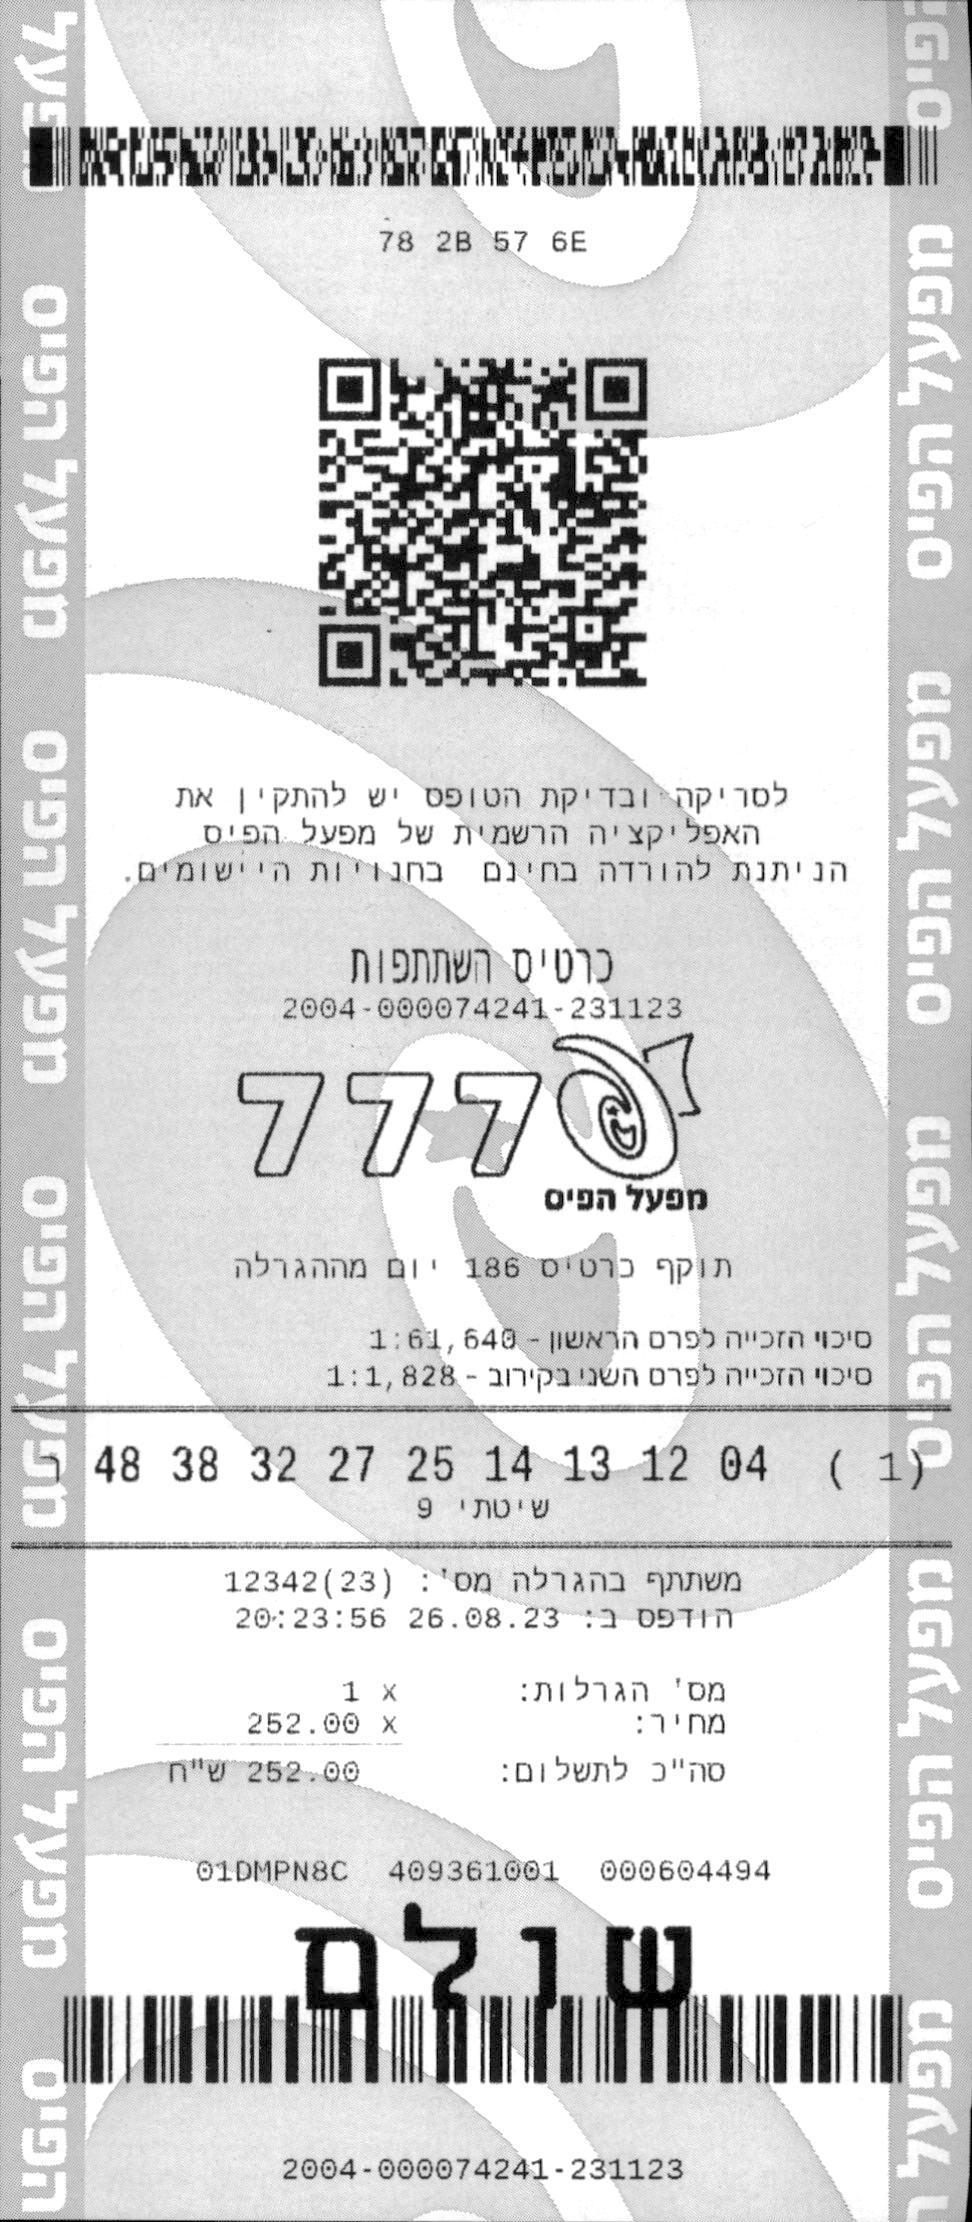 78 2B 57 6E
לסריקה ובדיקת הטופס יש להתקין את
האפליקציה הרשמית של מפעל הפיס
הניתנת להורדה בחינם בחנויות היישומים.
כרטיס השתתפות
2004-000074241-231123
777
מפעל הפיס
תוקף כרטיס 186 יום מההגרלה
סיכוי הזכייה לפרס הראשון - 1:61,640
סיכוי הזכייה לפרס השני בקירוב - 1:1,828
(1) 04 12 13 14 25 27 32 38 48
שיטתי 9
משתתף בהגרלה מס': 12342(23)
הודפס ב: 26.08.23 20:23:56
מס' הגרלות: x 1
מחיר: x 252.00
סה"כ לתשלום: 252.00 ש"ח
01DMPN8C 409361001 000604494
שולם
2004-000074241-231123
מפעל הפיס מפעל הפיס מפעל הפיס מפעל הפיס
מפעל הפיס מפעל הפיס מפעל הפיס מפעל הפיס